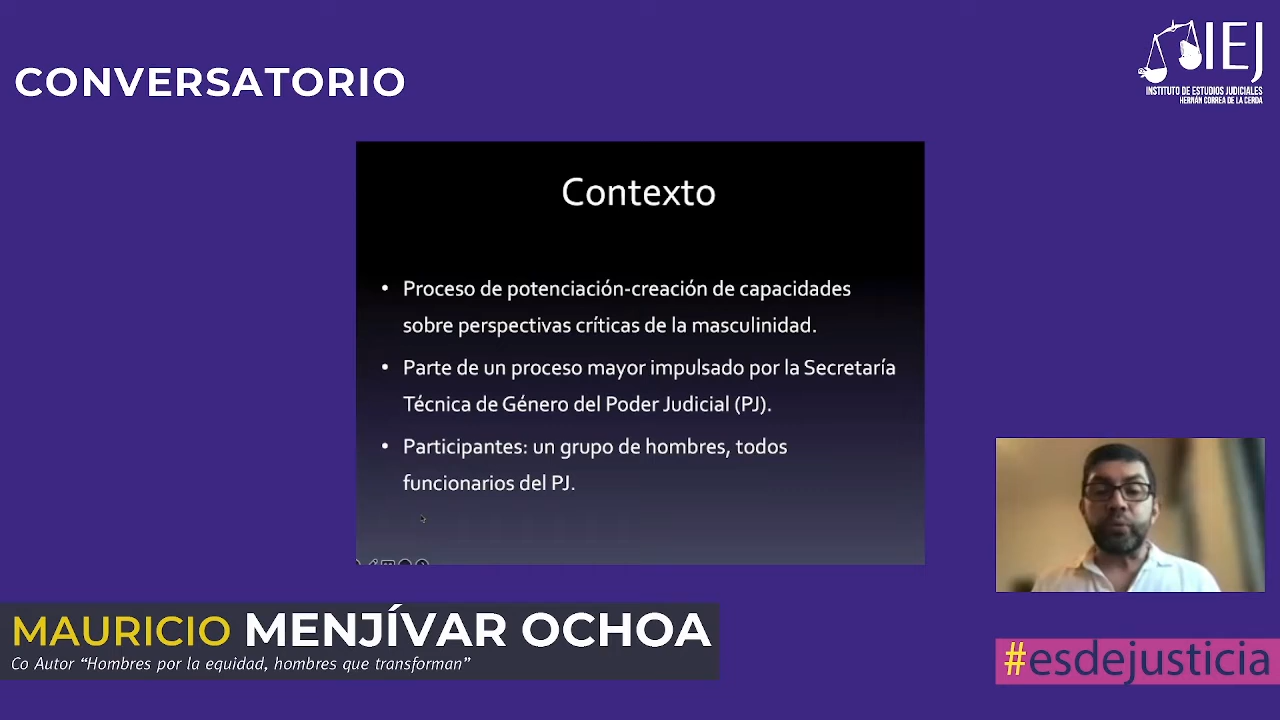 CONVERSATORIO
IEJ
INSTITUTO DE ESTUDIOS JUDICIALES
HERNÁN CORREA DE LA CERDA
Contexto
• Proceso de potenciación-creación de capacidades
sobre perspectivas críticas de la masculinidad.
• Parte de un proceso mayor impulsado por la Secretaría
Técnica de Género del Poder Judicial (PJ).
• Participantes: un grupo de hombres, todos
funcionarios del PJ.
MAURICIO MENJÍVAR OCHOA
Co Autor “Hombres por la equidad, hombres que transforman”
#esdejusticia